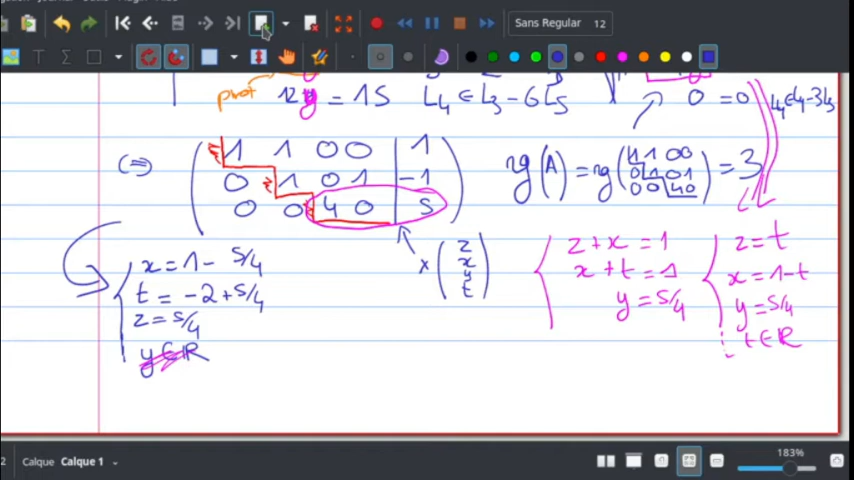 Sans Regular 12
pivot 12y = 15 L4 ∈ L3 - 6L5
0 = 0 L4 ∈ L4 - 3L3
(=) ( 1 1 0 0 | 1 )
( 0 1 0 1 | -1 )
( 0 0 4 0 | 5 )
rg(A) = rg( 1 1 0 0
0 1 0 1
0 0 4 0 ) = 3
x = 1 - 5/4
t = -2 + 5/4
z = 5/4
y ∈ ℝ
x ( z
x
y
t )
z + x = 1
x + t = 1
y = 5/4
z = t
x = 1 - t
y = 5/4
t ∈ ℝ
2 Calque Calque 1 183%